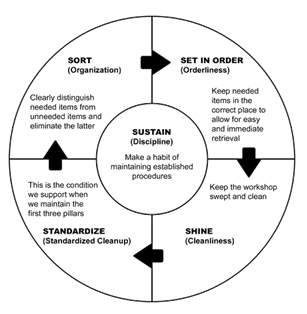 SORT
(Organization)
Clearly distinguish
needed items from
unneeded items and
eliminate the latter
SET IN ORDER
(Orderliness)
Keep needed
items in the
correct place to
allow for easy
and immediate
retrieval
SUSTAIN
(Discipline)
Make a habit of
maintaining established
procedures
This is the condition
we support when
we maintain the
first three pillars
STANDARDIZE
(Standardized Cleanup)
Keep the workshop
swept and clean
SHINE
(Cleanliness)